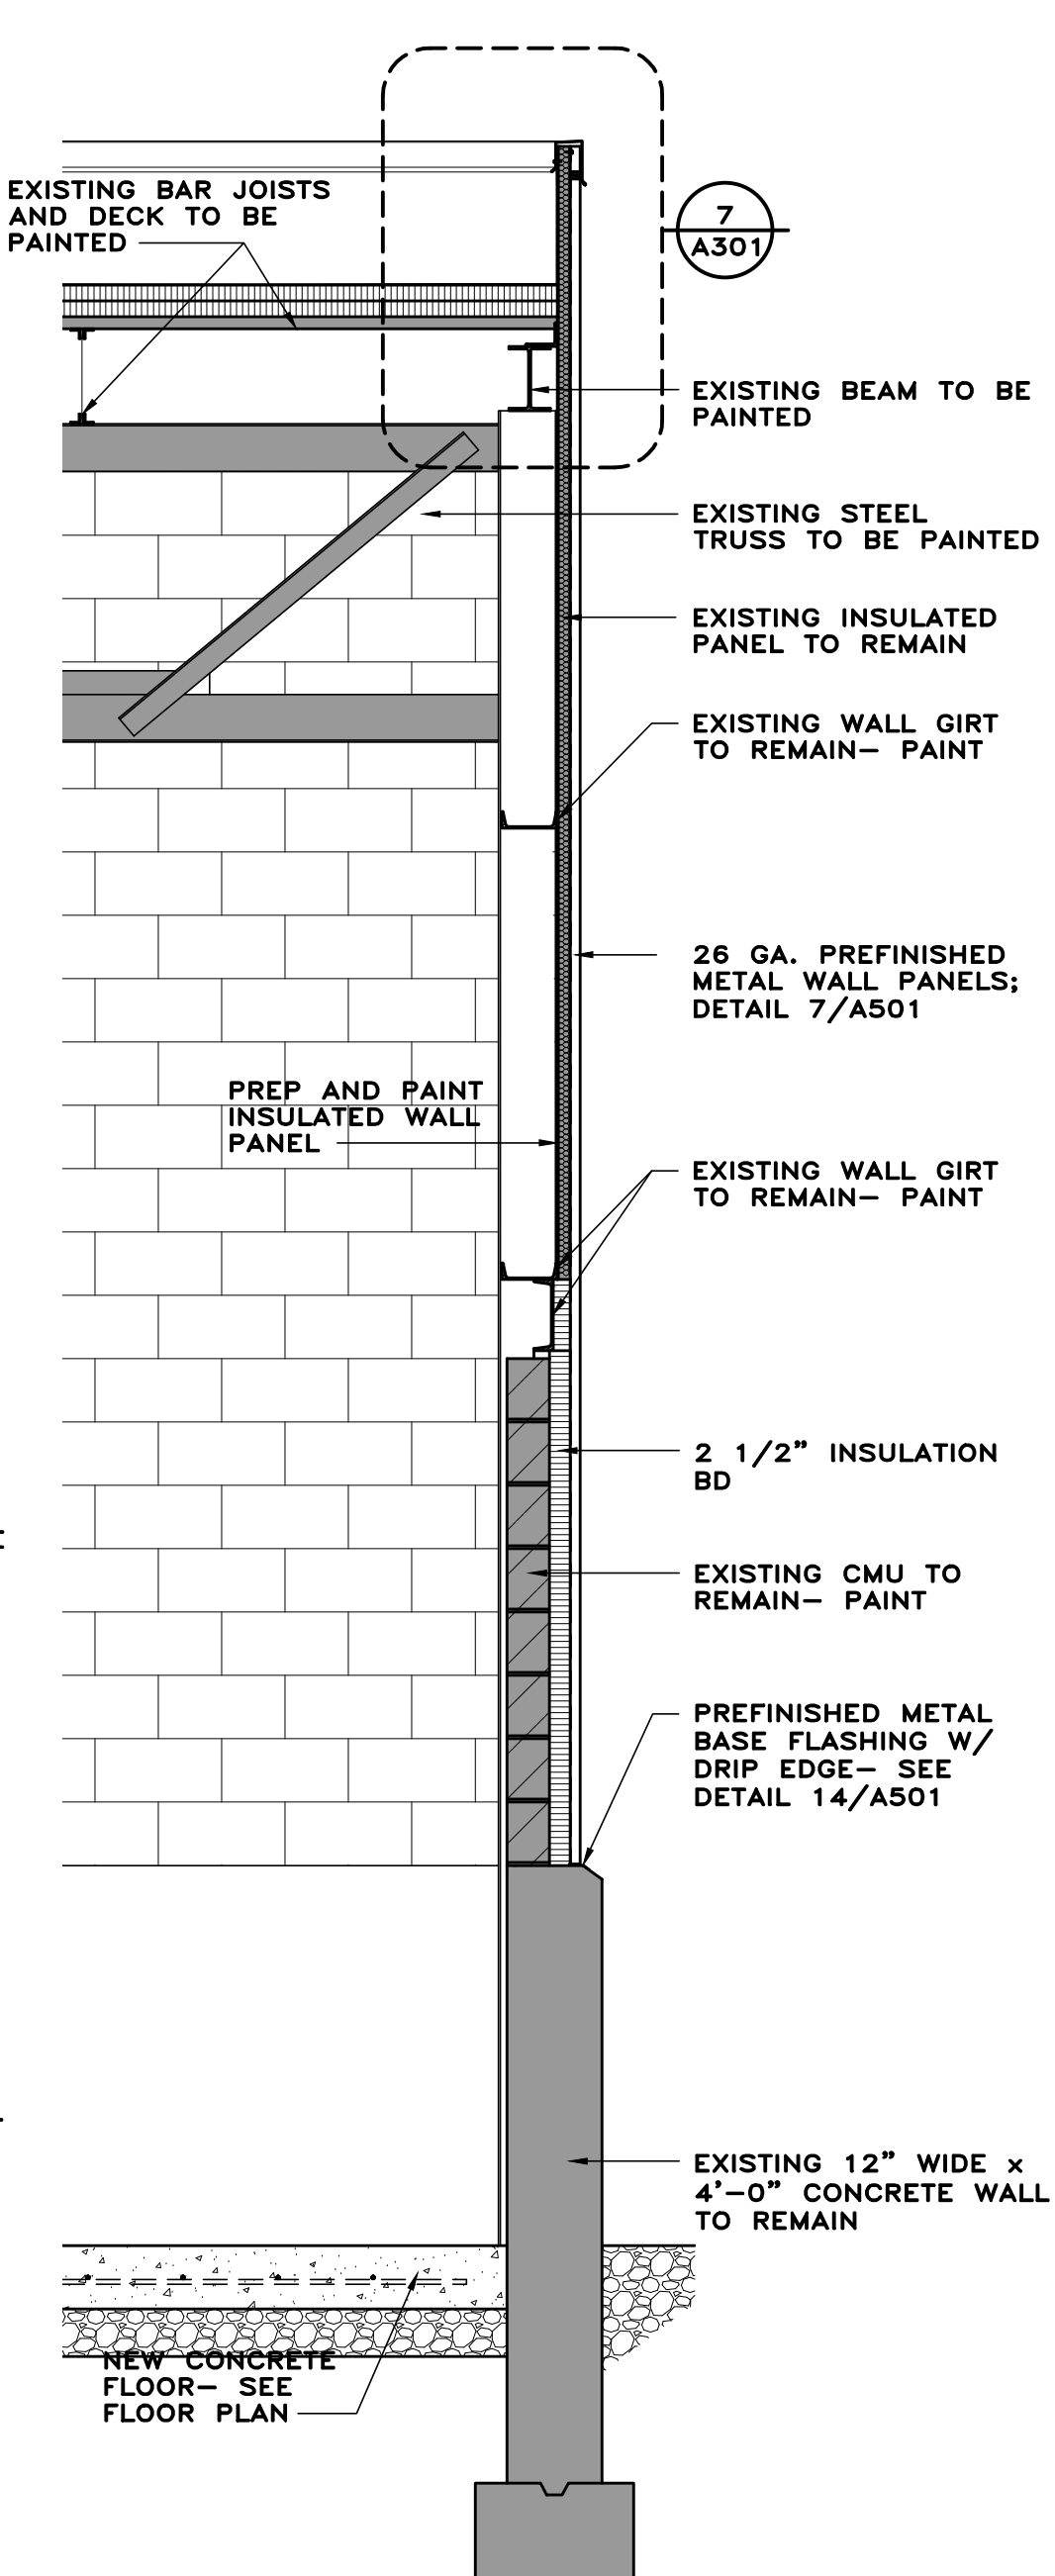 EXISTING BAR JOISTS
AND DECK TO BE
PAINTED
7
A301
EXISTING BEAM TO BE
PAINTED
EXISTING STEEL
TRUSS TO BE PAINTED
EXISTING INSULATED
PANEL TO REMAIN
EXISTING WALL GIRT
TO REMAIN– PAINT
26 GA. PREFINISHED
METAL WALL PANELS;
DETAIL 7/A501
PREP AND PAINT
INSULATED WALL
PANEL
EXISTING WALL GIRT
TO REMAIN– PAINT
2 1/2” INSULATION
BD
EXISTING CMU TO
REMAIN– PAINT
PREFINISHED METAL
BASE FLASHING W/
DRIP EDGE– SEE
DETAIL 14/A501
EXISTING 12” WIDE x
4'–0” CONCRETE WALL
TO REMAIN
NEW CONCRETE
FLOOR– SEE
FLOOR PLAN